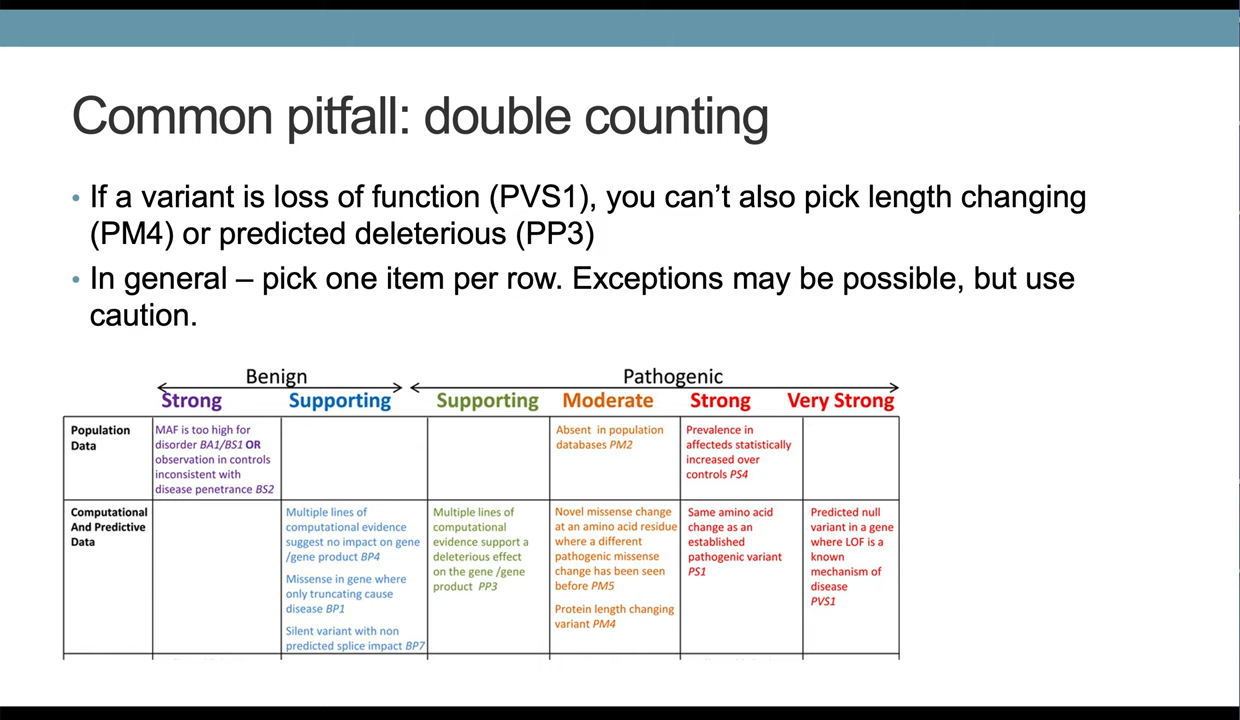 Common pitfall: double counting
• If a variant is loss of function (PVS1), you can’t also pick length changing
(PM4) or predicted deleterious (PP3)
• In general – pick one item per row. Exceptions may be possible, but use
caution.
Benign
Pathogenic
Strong
Supporting
Supporting
Moderate
Strong
Very Strong
Population
Data
MAF is too high for
disorder BA1/BS1 OR
observation in controls
inconsistent with
disease penetrance BS2
Absent in population
databases PM2
Prevalence in
affecteds statistically
increased over
controls PS4
Computational
And Predictive
Data
Multiple lines of
computational evidence
suggest no impact on gene
/gene product BP4
Missense in gene where
only truncating cause
disease BP1
Silent variant with non
predicted splice impact BP7
Multiple lines of
computational
evidence support a
deleterious effect
on the gene /gene
product PP3
Novel missense change
at an amino acid residue
where a different
pathogenic missense
change has been seen
before PM5
Protein length changing
variant PM4
Same amino acid
change as an
established
pathogenic variant
PS1
Predicted null
variant in a gene
where LOF is a
known
mechanism of
disease
PVS1